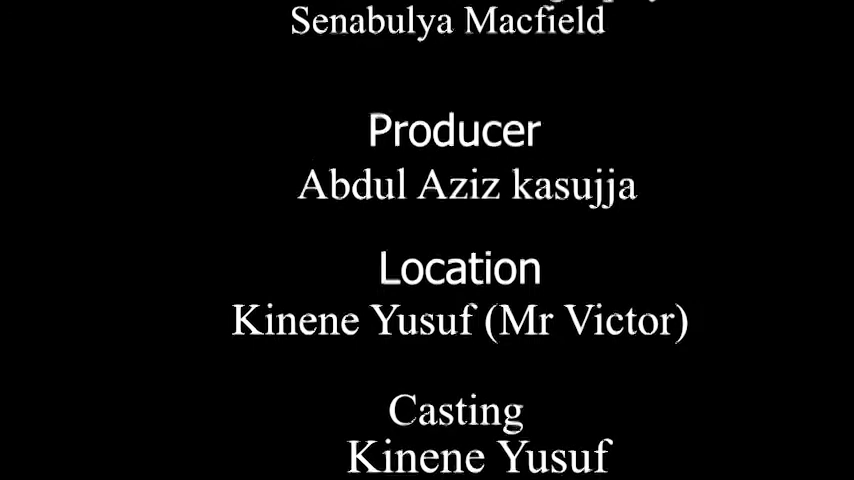 Senabulya Macfield
Producer
Abdul Aziz kasujja
Location
Kinene Yusuf (Mr Victor)
Casting
Kinene Yusuf